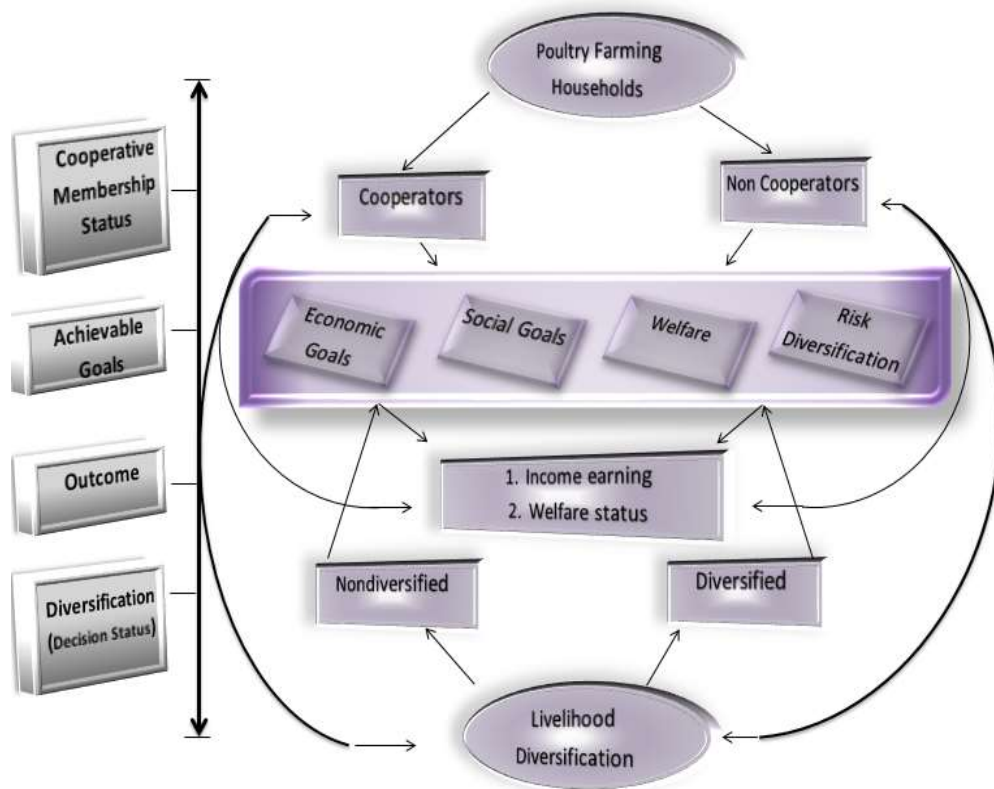 Poultry Farming
Households
Cooperative
Membership
Status
Cooperators
Non Cooperators
Achievable
Goals
Economic
Goals
Social Goals
Welfare
Risk
Diversification
Outcome
1. Income earning
2. Welfare status
Diversification
(Decision Status)
Nondiversified
Diversified
Livelihood
Diversification